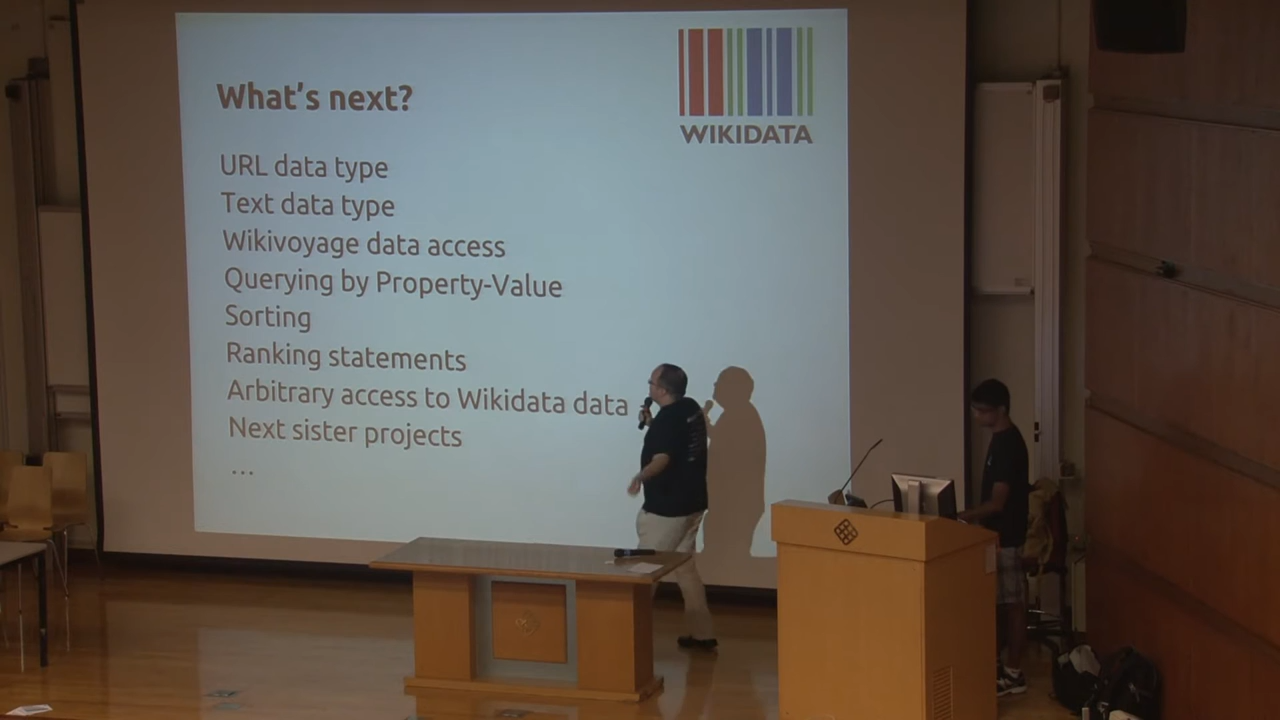 What's next?
WIKIDATA
URL data type
Text data type
Wikivoyage data access
Querying by Property-Value
Sorting
Ranking statements
Arbitrary access to Wikidata data
Next sister projects
...